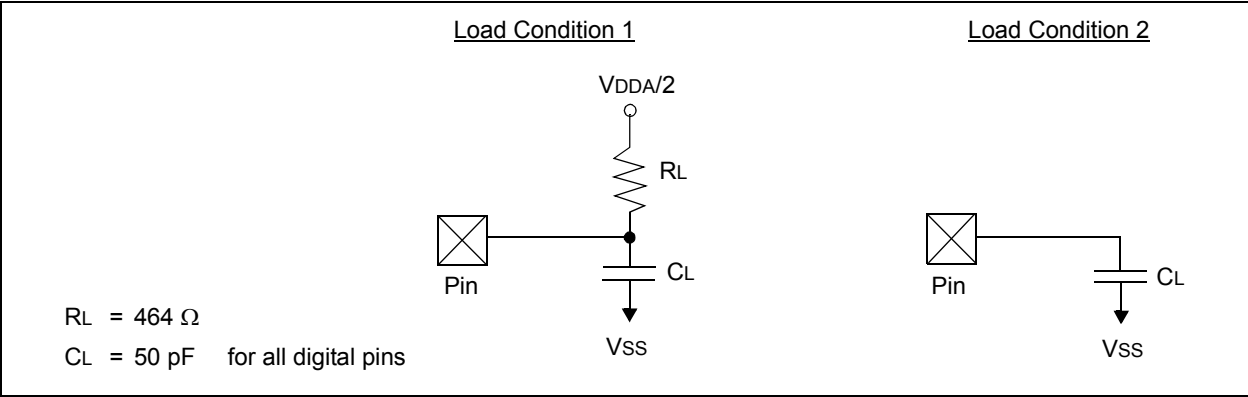 Load Condition 1
Load Condition 2
VDDA/2
RL
CL
Pin
VSS
CL
Pin
VSS
RL = 464 Ω
CL = 50 pF for all digital pins